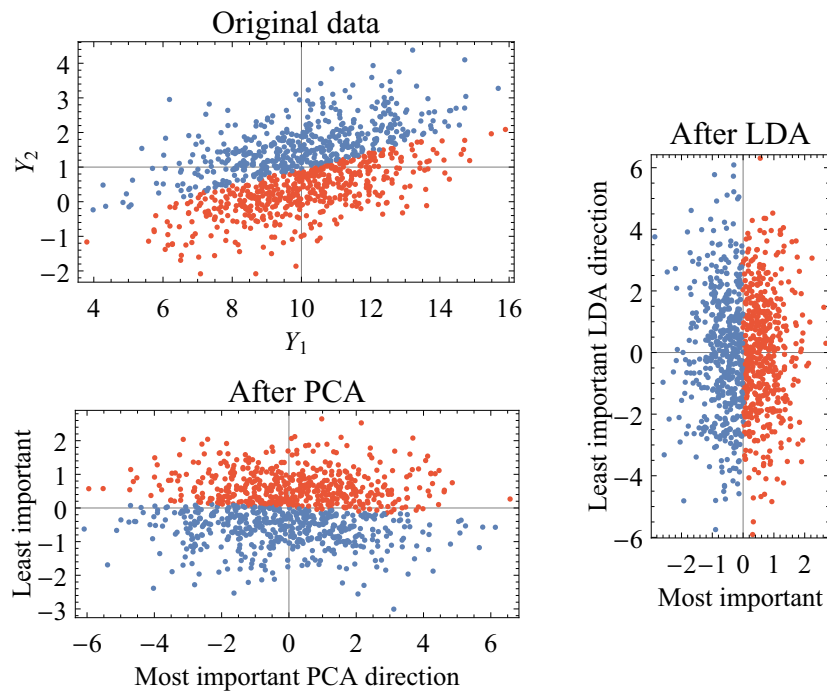 Original data
4
3
2
1
0
−1
−2
Y2
4 6 8 10 12 14 16
Y1
After PCA
2
1
0
−1
−2
−3
Least important
−6 −4 −2 0 2 4 6
Most important PCA direction
After LDA
6
4
2
0
−2
−4
−6
Least important LDA direction
−2 −1 0 1 2
Most important